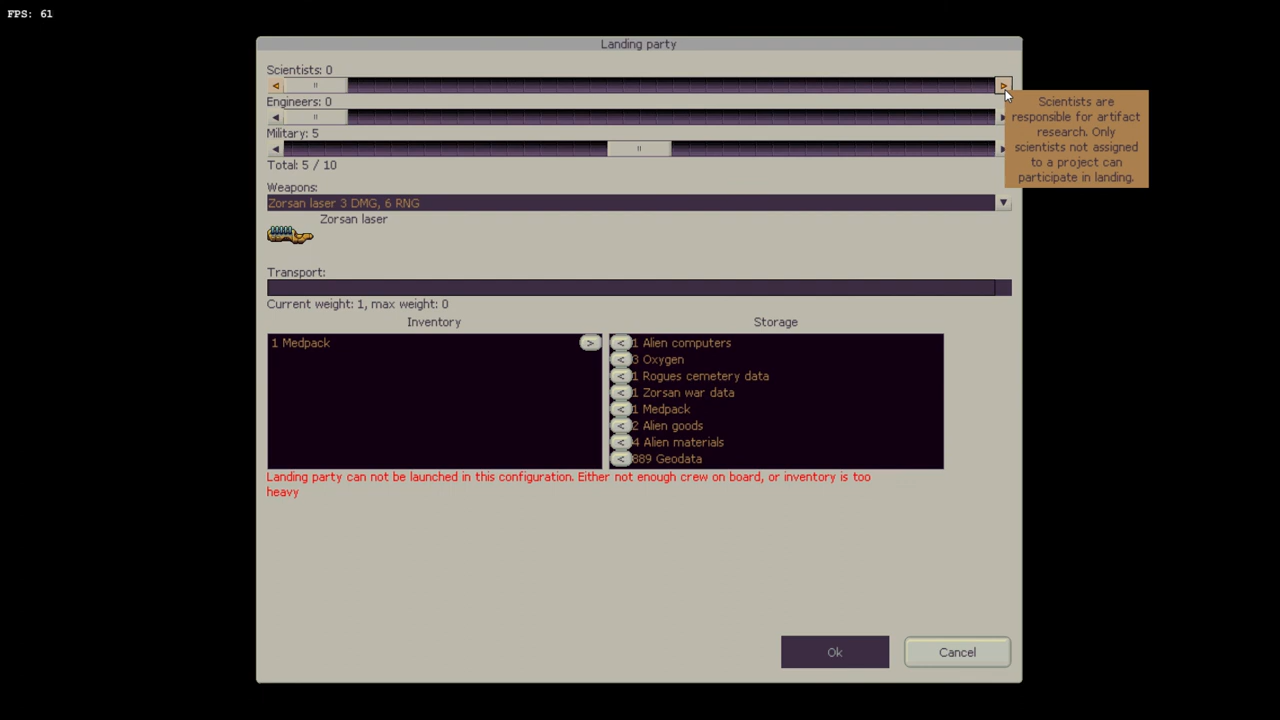 FPS: 61
Landing party
Scientists: 0
Engineers: 0
Military: 5
Total: 5 / 10
Scientists are
responsible for artifact
research. Only
scientists not assigned
to a project can
participate in landing.
Weapons:
Zorsan laser 3 DMG, 6 RNG
Zorsan laser
Transport:
Current weight: 1, max weight: 0
Inventory
Storage
1 Medpack >
< 1 Alien computers
< 3 Oxygen
< 1 Rogues cemetery data
< 1 Zorsan war data
< 1 Medpack
< 2 Alien goods
< 4 Alien materials
< 889 Geodata
Landing party can not be launched in this configuration. Either not enough crew on board, or inventory is too
heavy
Ok
Cancel